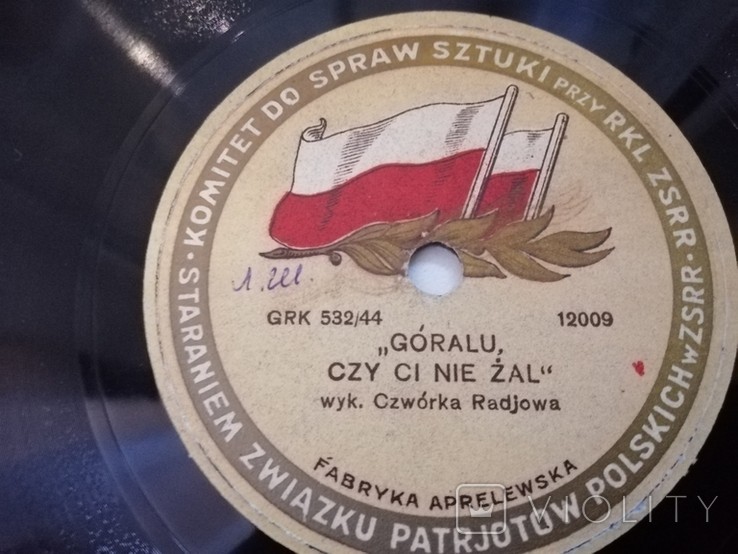 KOMITET DO SPRAW SZTUKI PRZY RKL ZSRR ·
STARANIEM ZWIĄZKU PATRJOTÓW POLSKICH W ZSRR ·
Л. Ш.
GRK 532/44 12009
„GÓRALU,
CZY CI NIE ŻAL“
wyk. Czwórka Radjowa
FABRYKA APRELEWSKA
VIOLITY